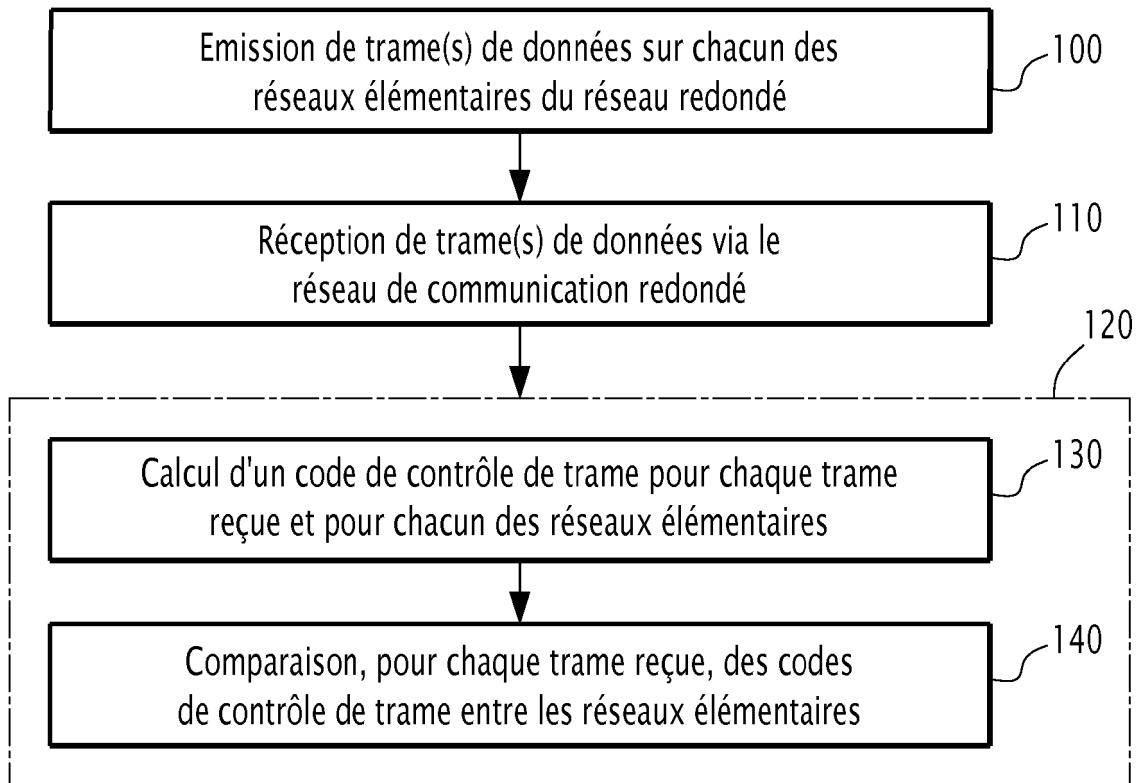 Emission de trame(s) de données sur chacun des
réseaux élémentaires du réseau redondé
100
Réception de trame(s) de données via le
réseau de communication redondé
110
120
Calcul d'un code de contrôle de trame pour chaque trame
reçue et pour chacun des réseaux élémentaires
130
Comparaison, pour chaque trame reçue, des codes
de contrôle de trame entre les réseaux élémentaires
140